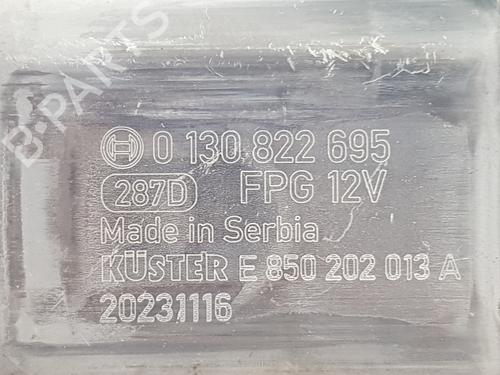 B-PARTS
0 130 822 695
287D FPG 12V
Made in Serbia
KÜSTER E 850 202 013 A
20231116